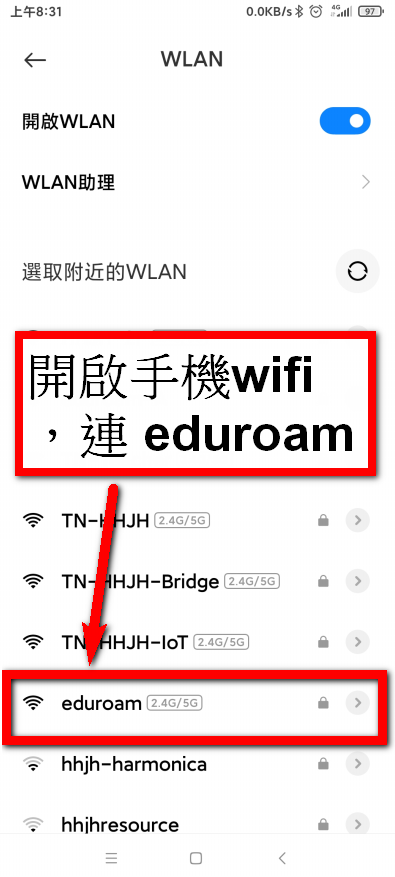 上午8:31 0.0KB/s 4G 97
WLAN
開啟WLAN
WLAN助理
選取附近的WLAN
開啟手機wifi
，連 eduroam
TN-HHJH 2.4G/5G
TN-HHJH-Bridge 2.4G/5G
TN-HHJH-IoT 2.4G/5G
eduroam 2.4G/5G
hhjh-harmonica
hhjhresource